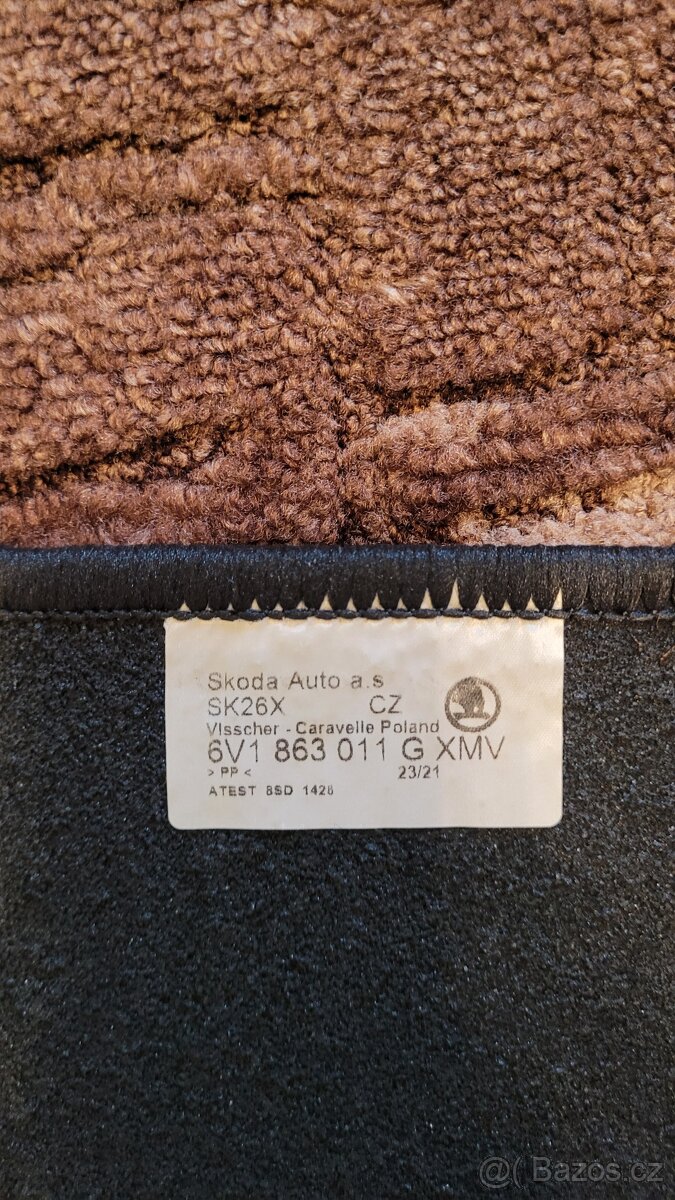 Skoda Auto a.s
SK26X CZ
Visscher - Caravelle Poland
6V1 863 011 G XMV
> PP < 23/21
ATEST 8SD 1428
@( Bazos.cz